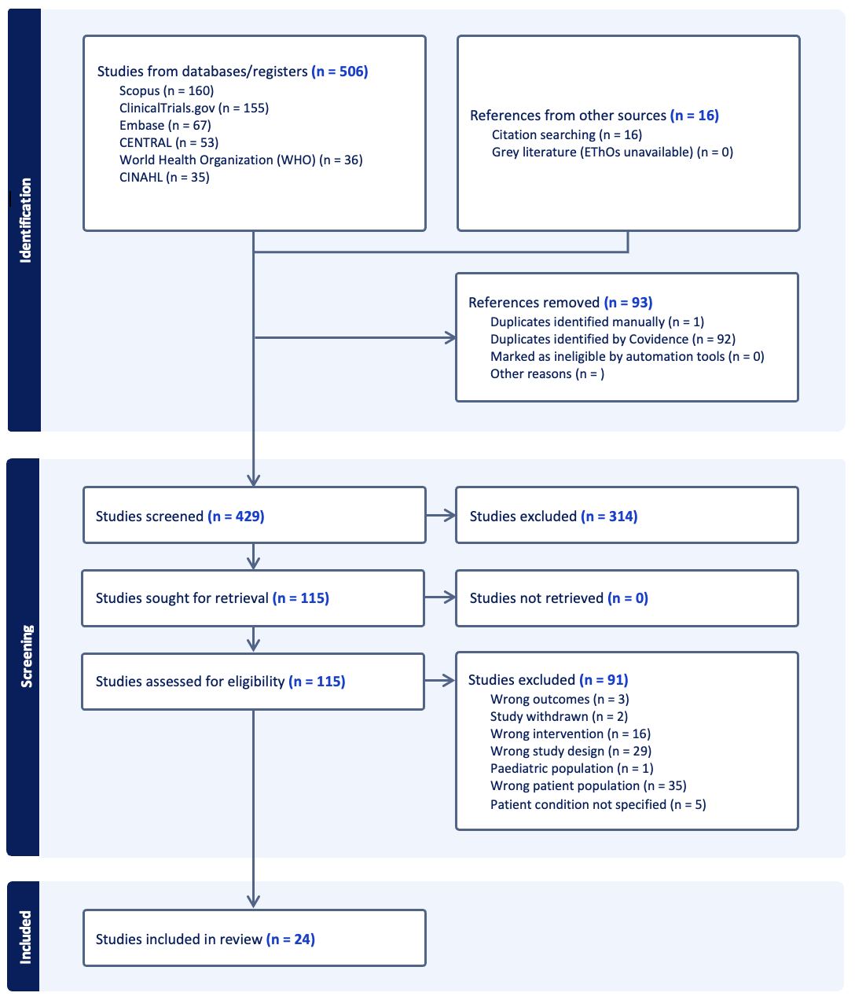 Identification
Studies from databases/registers (n = 506)
Scopus (n = 160)
ClinicalTrials.gov (n = 155)
Embase (n = 67)
CENTRAL (n = 53)
World Health Organization (WHO) (n = 36)
CINAHL (n = 35)
References from other sources (n = 16)
Citation searching (n = 16)
Grey literature (EThOs unavailable) (n = 0)
References removed (n = 93)
Duplicates identified manually (n = 1)
Duplicates identified by Covidence (n = 92)
Marked as ineligible by automation tools (n = 0)
Other reasons (n = )
Screening
Studies screened (n = 429)
Studies excluded (n = 314)
Studies sought for retrieval (n = 115)
Studies not retrieved (n = 0)
Studies assessed for eligibility (n = 115)
Studies excluded (n = 91)
Wrong outcomes (n = 3)
Study withdrawn (n = 2)
Wrong intervention (n = 16)
Wrong study design (n = 29)
Paediatric population (n = 1)
Wrong patient population (n = 35)
Patient condition not specified (n = 5)
Included
Studies included in review (n = 24)